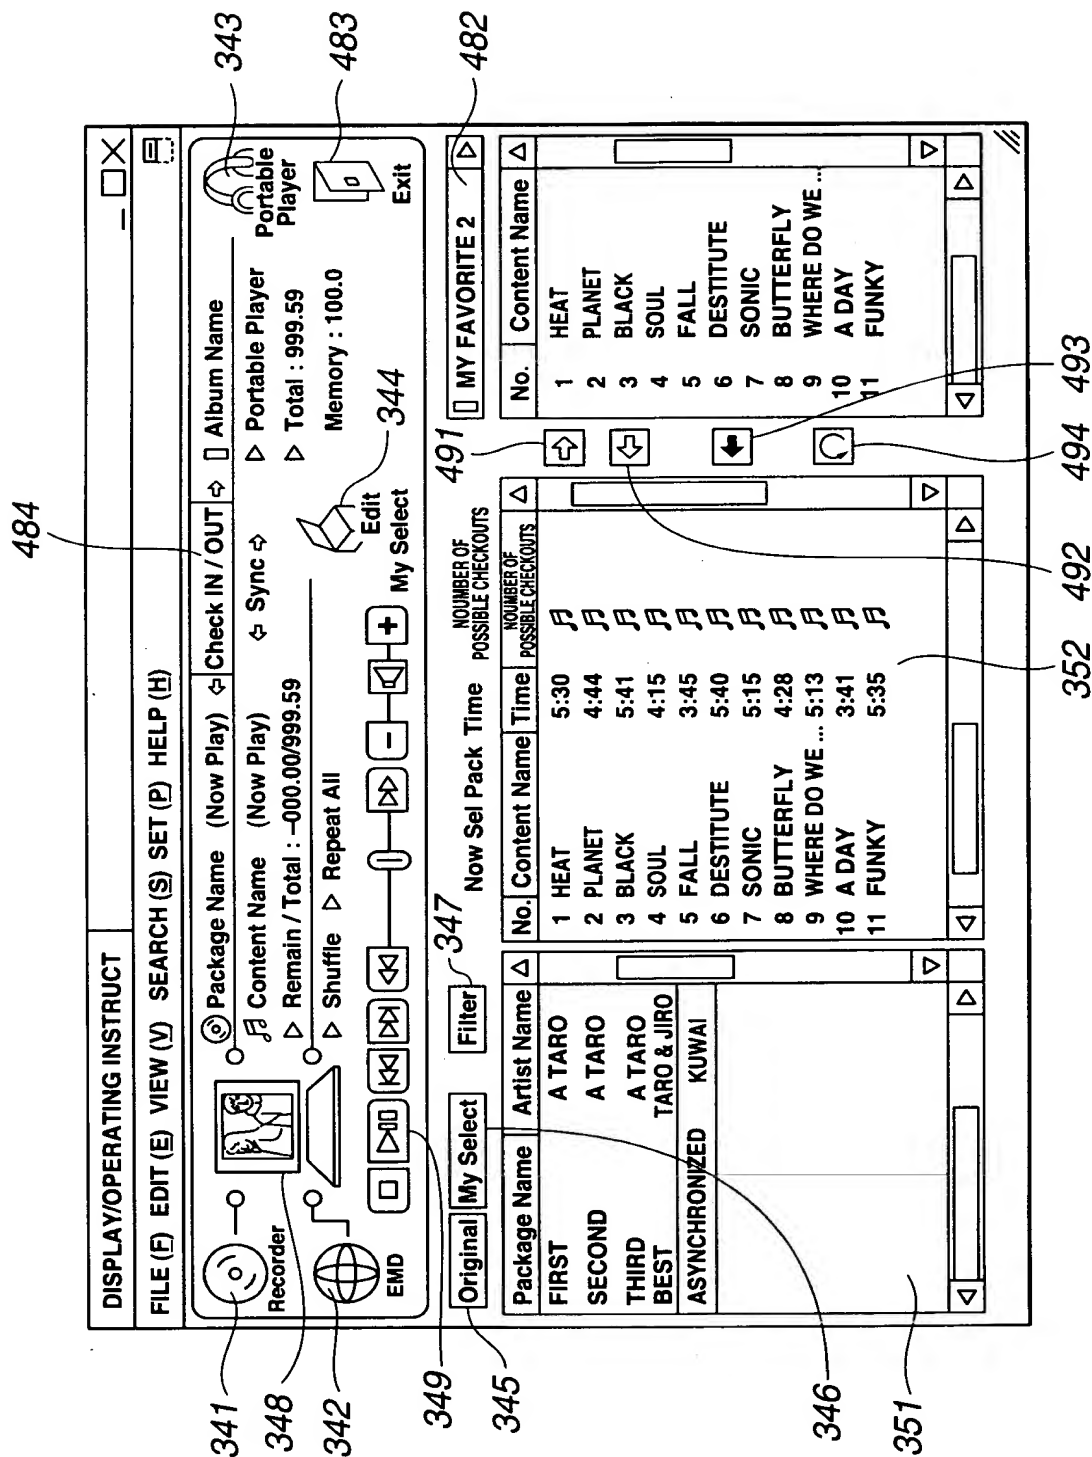 484
DISPLAY/OPERATING INSTRUCT
FILE (F) EDIT (E) VIEW (V) SEARCH (S) SET (P) HELP (H)
341
Recorder
348
342
EMD
349
Package Name (Now Play)
Check IN / OUT
Album Name
Content Name (Now Play)
Sync
Portable Player
Remain / Total : –000.00/999.59
Total : 999.59
Shuffle
Repeat All
Memory : 100.0
Portable
Player
343
Exit
483
Edit
344
My Select
345
Original
My Select
346
Filter
347
Now Sel Pack Time
NOUMBER OF
POSSIBLE CHECKOUTS
MY FAVORITE 2
482
Package Name Artist Name
FIRST A TARO
SECOND A TARO
THIRD A TARO
BEST TARO & JIRO
ASYNCHRONIZED KUWAI
351
No. Content Name Time NOUMBER OF
POSSIBLE CHECKOUTS
1 HEAT 5:30
2 PLANET 4:44
3 BLACK 5:41
4 SOUL 4:15
5 FALL 3:45
6 DESTITUTE 5:40
7 SONIC 5:15
8 BUTTERFLY 4:28
9 WHERE DO WE ... 5:13
10 A DAY 3:41
11 FUNKY 5:35
352
491
492
493
494
No. Content Name
1 HEAT
2 PLANET
3 BLACK
4 SOUL
5 FALL
6 DESTITUTE
7 SONIC
8 BUTTERFLY
9 WHERE DO WE ...
10 A DAY
11 FUNKY